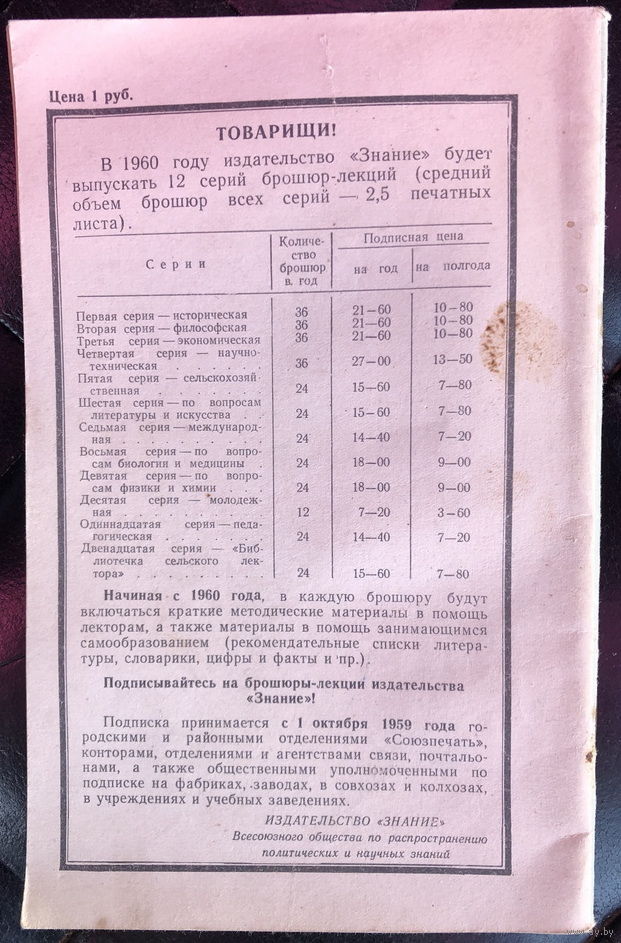 Цена 1 руб.
ТОВАРИЩИ!
В 1960 году издательство «Знание» будет
выпускать 12 серий брошюр-лекций (средний
объем брошюр всех серий — 2,5 печатных
листа).
Серии
Количе-
ство
брошюр
в. год
Подписная цена
на год
на полгода
Первая серия — историческая 36 21—60 10—80
Вторая серия — философская 36 21—60 10—80
Третья серия — экономическая 36 21—60 10—80
Четвертая серия — научно-
техническая . . . . . . 36 27—00 13—50
Пятая серия — сельскохозяй-
ственная . . . . . . . 24 15—60 7—80
Шестая серия — по вопросам
литературы и искусства . . 24 15—60 7—80
Седьмая серия — международ-
ная . . . . . . . . . . 24 14—40 7—20
Восьмая серия — по вопро-
сам биологии и медицины . 24 18—00 9—00
Девятая серия — по вопро-
сам физики и химии . . . 24 18—00 9—00
Десятая серия — молодеж-
ная . . . . . . . . . . 12 7—20 3—60
Одиннадцатая серия — педа-
гогическая . . . . . . . 24 14—40 7—20
Двенадцатая серия — «Биб-
лиотечка сельского лек-
тора» . . . . . . . . . 24 15—60 7—80
Начиная с 1960 года, в каждую брошюру будут
включаться краткие методические материалы в помощь
лекторам, а также материалы в помощь занимающимся
самообразованием (рекомендательные списки литера-
туры, словарики, цифры и факты и пр.).
Подписывайтесь на брошюры-лекции издательства
«Знание»!
Подписка принимается с 1 октября 1959 года го-
родскими и районными отделениями «Союзпечать»,
конторами, отделениями и агентствами связи, почтальо-
нами, а также общественными уполномоченными по
подписке на фабриках, заводах, в совхозах и колхозах,
в учреждениях и учебных заведениях.
ИЗДАТЕЛЬСТВО «ЗНАНИЕ»
Всесоюзного общества по распространению
политических и научных знаний
ay.by